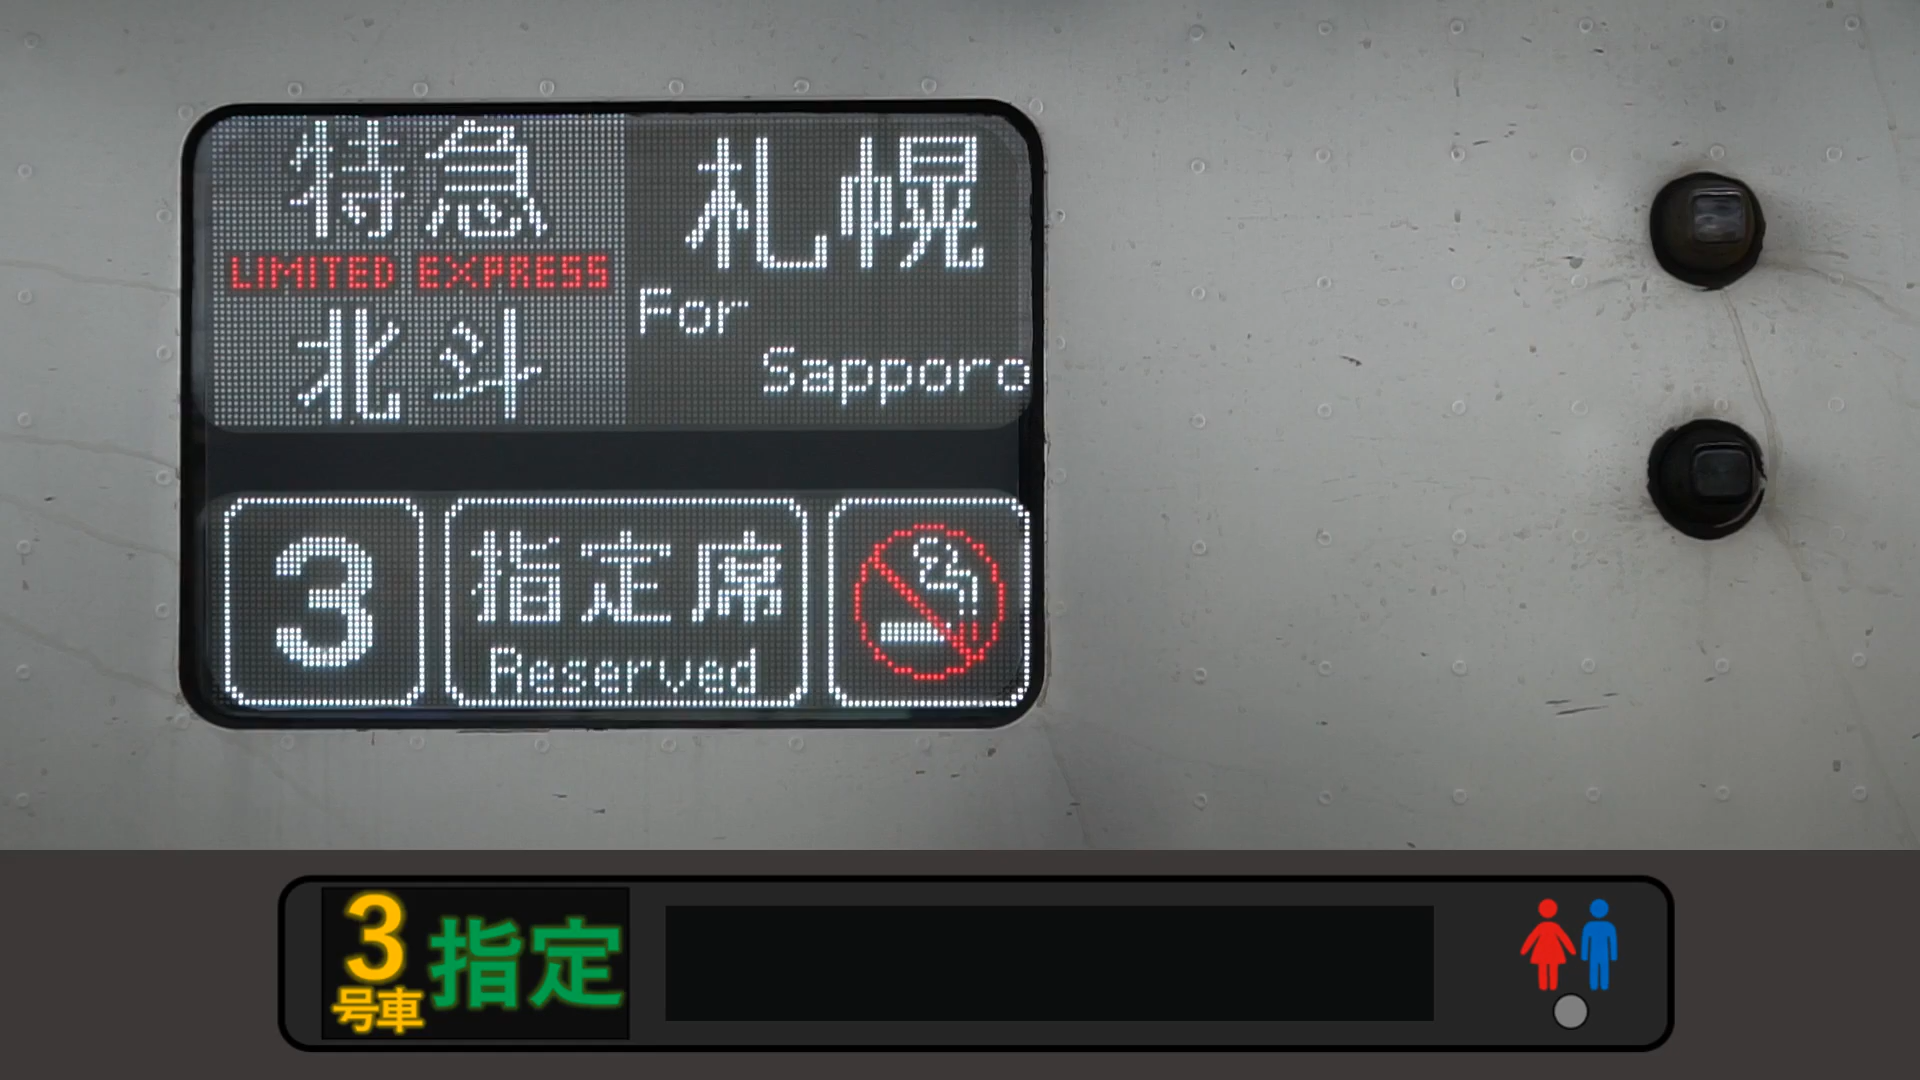 特急
LIMITED EXPRESS
北斗
札幌
For
Sapporo
3
指定席
Reserved
3
号車
指定